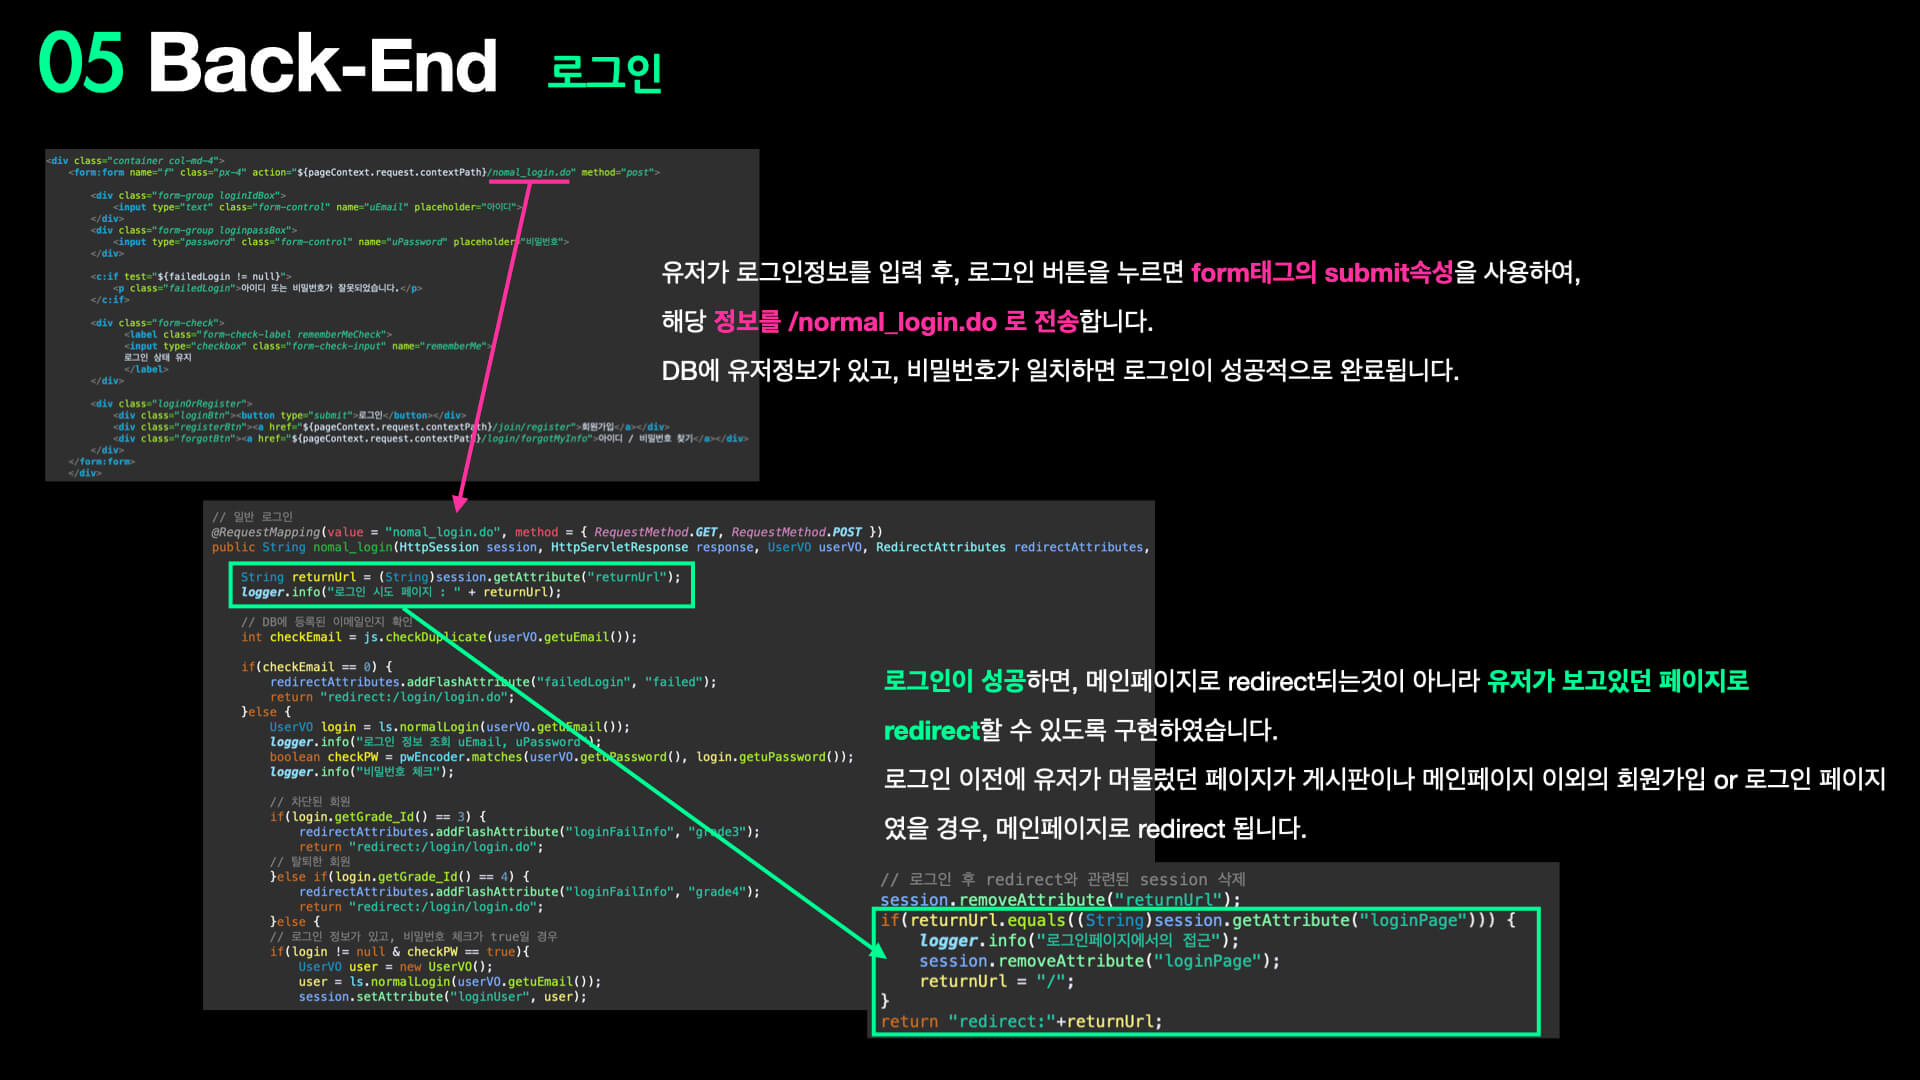 05 Back-End 로그인
<div class="container col-md-4">
<form:form name="f" class="px-4" action="${pageContext.request.contextPath}/nomal_login.do" method="post">
<div class="form-group loginIdBox">
<input type="text" class="form-control" name="uEmail" placeholder="아이디">
</div>
<div class="form-group loginpassBox">
<input type="password" class="form-control" name="uPassword" placeholder="비밀번호">
</div>
<c:if test="${failedLogin != null}">
<p class="failedLogin">아이디 또는 비밀번호가 잘못되었습니다.</p>
</c:if>
<div class="form-check">
<label class="form-check-label rememberMeCheck">
<input type="checkbox" class="form-check-input" name="rememberMe">
로그인 상태 유지
</label>
</div>
<div class="loginOrRegister">
<div class="loginBtn"><button type="submit">로그인</button></div>
<div class="registerBtn"><a href="${pageContext.request.contextPath}/join/register">회원가입</a></div>
<div class="forgotBtn"><a href="${pageContext.request.contextPath}/login/forgotMyInfo">아이디 / 비밀번호 찾기</a></div>
</div>
</form:form>
</div>
유저가 로그인정보를 입력 후, 로그인 버튼을 누르면 form태그의 submit속성을 사용하여,
해당 정보를 /normal_login.do 로 전송합니다.
DB에 유저정보가 있고, 비밀번호가 일치하면 로그인이 성공적으로 완료됩니다.
// 일반 로그인
@RequestMapping(value = "nomal_login.do", method = { RequestMethod.GET, RequestMethod.POST })
public String nomal_login(HttpSession session, HttpServletResponse response, UserVO userVO, RedirectAttributes redirectAttributes,
String returnUrl = (String)session.getAttribute("returnUrl");
logger.info("로그인 시도 페이지 : " + returnUrl);
// DB에 등록된 이메일인지 확인
int checkEmail = js.checkDuplicate(userVO.getuEmail());
if(checkEmail == 0) {
redirectAttributes.addFlashAttribute("failedLogin", "failed");
return "redirect:/login/login.do";
}else {
UserVO login = ls.normalLogin(userVO.getuEmail());
logger.info("로그인 정보 조회 uEmail, uPassword");
boolean checkPW = pwEncoder.matches(userVO.getuPassword(), login.getuPassword());
logger.info("비밀번호 체크");
// 차단된 회원
if(login.getGrade_Id() == 3) {
redirectAttributes.addFlashAttribute("loginFailInfo", "grade3");
return "redirect:/login/login.do";
// 탈퇴한 회원
}else if(login.getGrade_Id() == 4) {
redirectAttributes.addFlashAttribute("loginFailInfo", "grade4");
return "redirect:/login/login.do";
}else {
// 로그인 정보가 있고, 비밀번호 체크가 true일 경우
if(login != null & checkPW == true){
UserVO user = new UserVO();
user = ls.normalLogin(userVO.getuEmail());
session.setAttribute("loginUser", user);
로그인이 성공하면, 메인페이지로 redirect되는것이 아니라 유저가 보고있던 페이지로
redirect할 수 있도록 구현하였습니다.
로그인 이전에 유저가 머물렀던 페이지가 게시판이나 메인페이지 이외의 회원가입 or 로그인 페이지
였을 경우, 메인페이지로 redirect 됩니다.
// 로그인 후 redirect와 관련된 session 삭제
session.removeAttribute("returnUrl");
if(returnUrl.equals((String)session.getAttribute("loginPage"))) {
logger.info("로그인페이지에서의 접근");
session.removeAttribute("loginPage");
returnUrl = "/";
}
return "redirect:"+returnUrl;